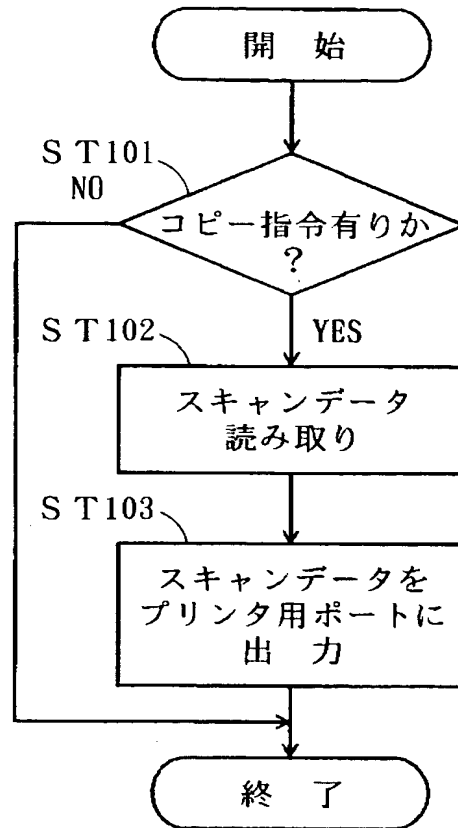 開 始
ST101
NO
コピー指令有りか
?
YES
ST102
スキャンデータ
読み取り
ST103
スキャンデータを
プリンタ用ポートに
出 力
終 了